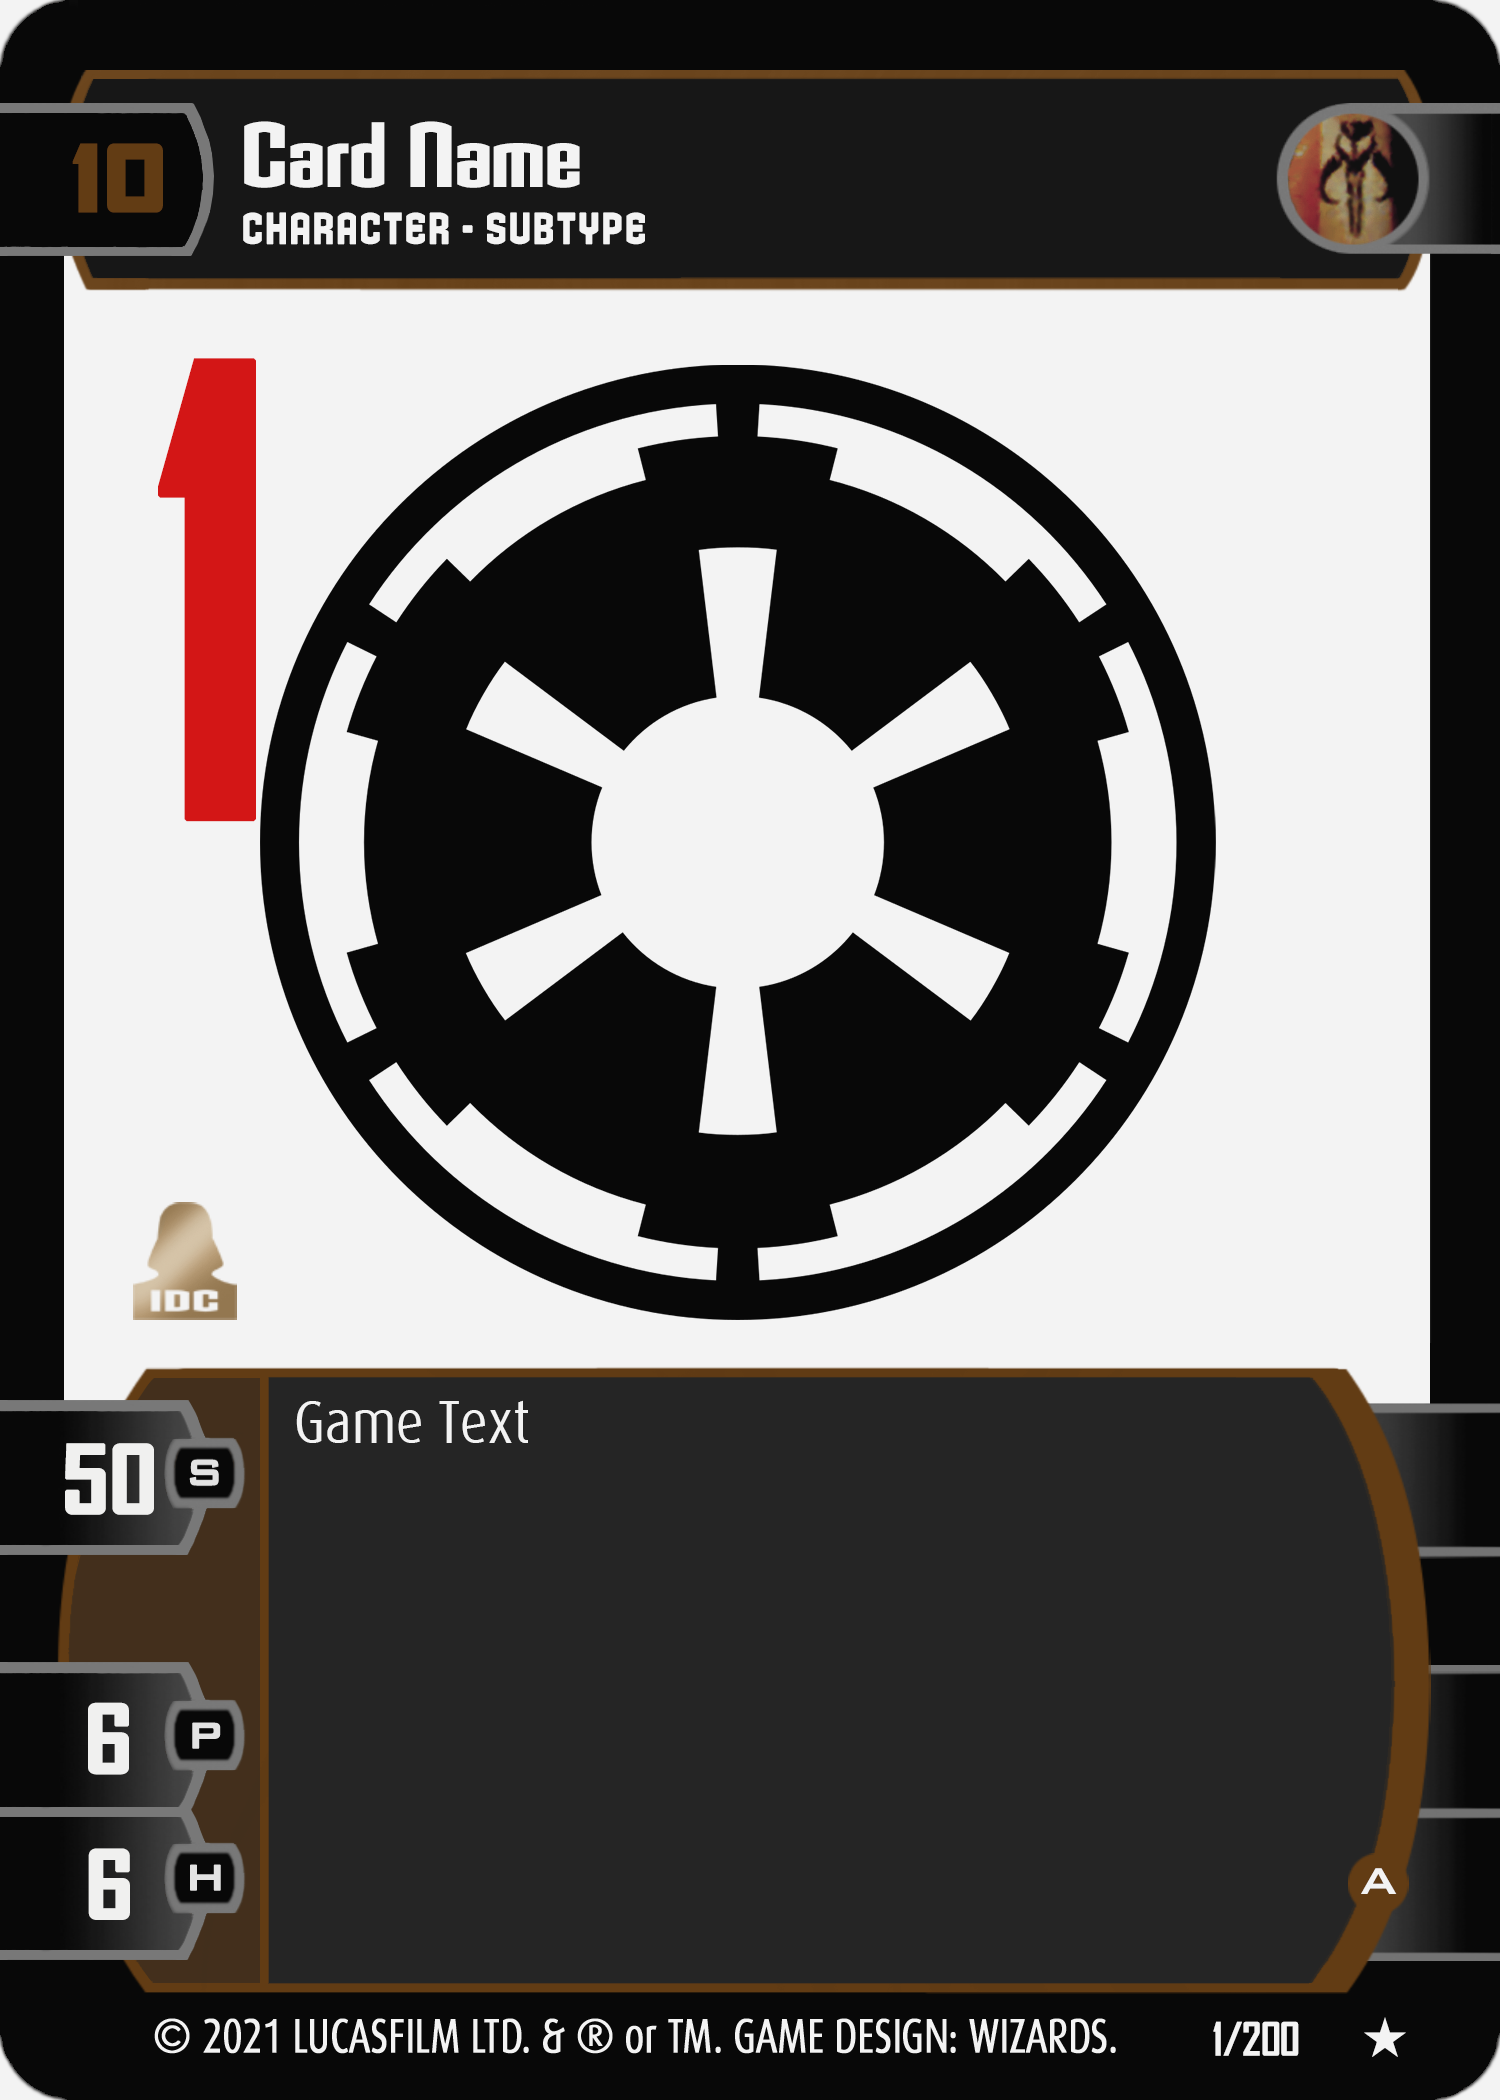 10
Card Name
CHARACTER - SUBTYPE
1
IDC
Game Text
50 S
6 P
6 H
A
© 2021 LUCASFILM LTD. & ® or TM. GAME DESIGN: WIZARDS.
1/200 ★